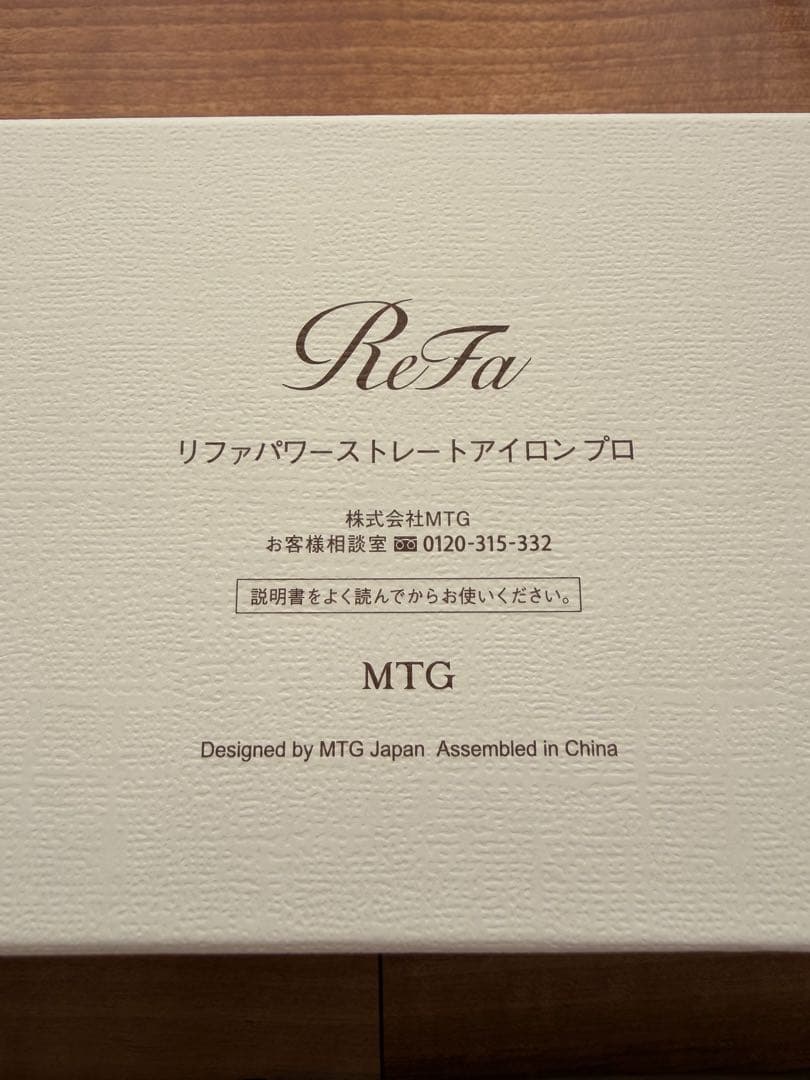 ReFa
リファパワーストレートアイロン プロ
株式会社MTG
お客様相談室 0120-315-332
説明書をよく読んでからお使いください。
MTG
Designed by MTG Japan Assembled in China